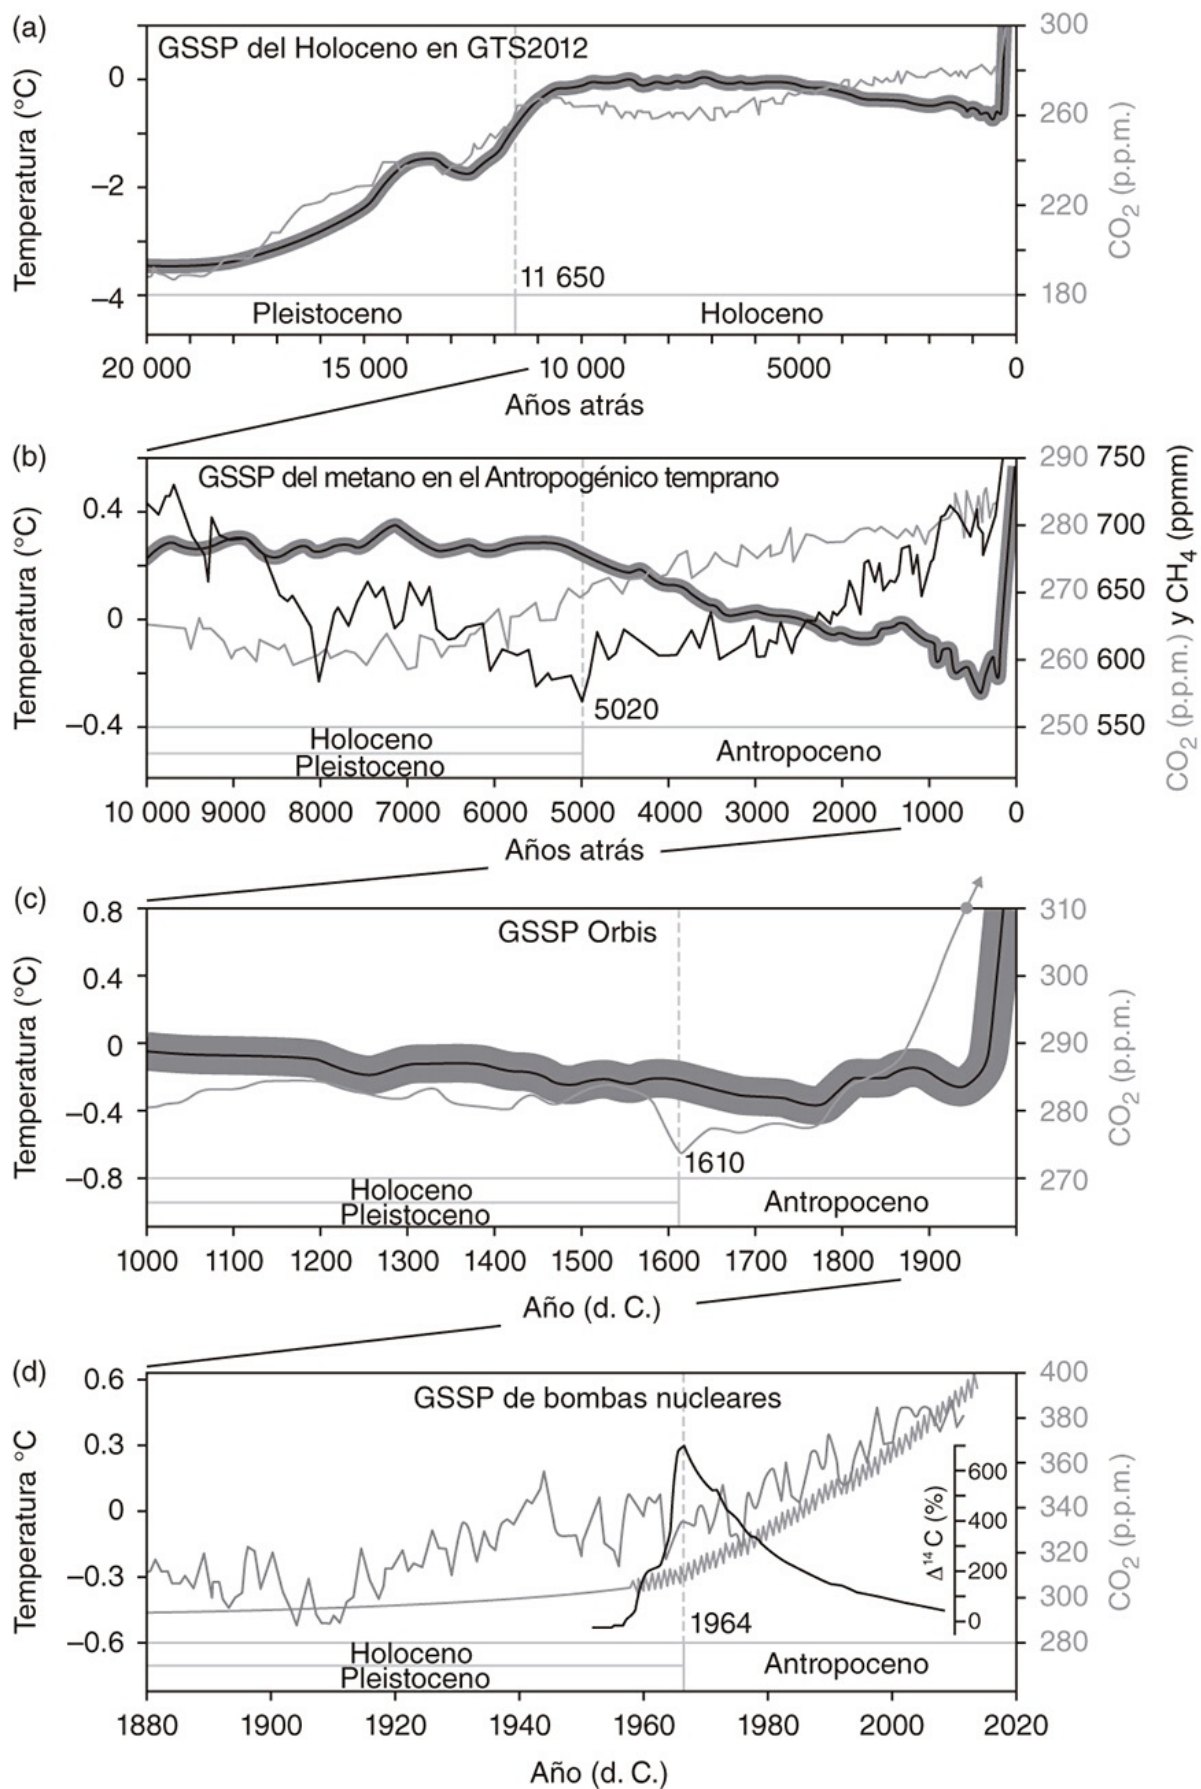 (a)
GSSP del Holoceno en GTS2012
Temperatura (°C)
0
−2
−4
300
260
220
180
CO2 (p.p.m.)
11 650
Pleistoceno
Holoceno
20 000 15 000 10 000 5000 0
Años atrás
(b)
GSSP del metano en el Antropogénico temprano
Temperatura (°C)
0.4
0
−0.4
290 750
280 700
270 650
260 600
250 550
CO2 (p.p.m.) y CH4 (ppmm)
5020
Holoceno
Pleistoceno
Antropoceno
10 000 9000 8000 7000 6000 5000 4000 3000 2000 1000 0
Años atrás
(c)
GSSP Orbis
Temperatura (°C)
0.8
0.4
0
−0.4
−0.8
310
300
290
280
270
CO2 (p.p.m.)
1610
Holoceno
Pleistoceno
Antropoceno
1000 1100 1200 1300 1400 1500 1600 1700 1800 1900
Año (d. C.)
(d)
GSSP de bombas nucleares
Temperatura °C
0.6
0.3
0
−0.3
−0.6
400
380
360
340
320
300
280
CO2 (p.p.m.)
600
400
200
0
Δ14 C (%)
1964
Holoceno
Pleistoceno
Antropoceno
1880 1900 1920 1940 1960 1980 2000 2020
Año (d. C.)